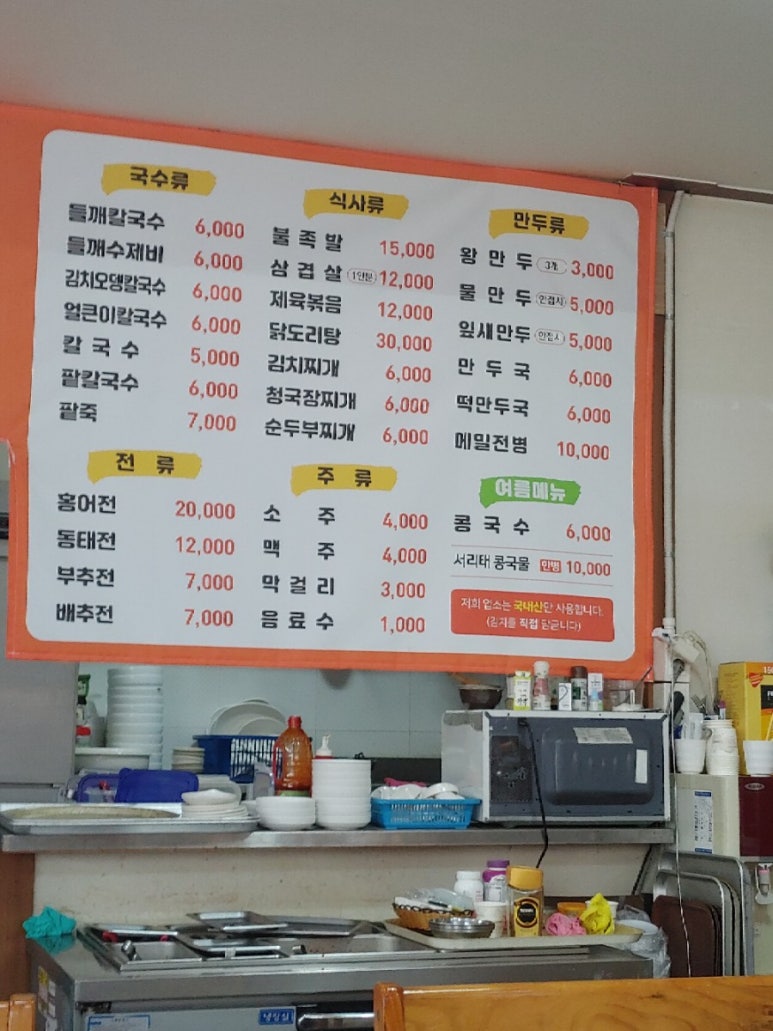 국수류
들깨칼국수 6,000
들깨수제비 6,000
김치오뎅칼국수 6,000
얼큰이칼국수 6,000
칼국수 5,000
팥칼국수 6,000
팥죽 7,000
식사류
불족발 15,000
삼겹살 1인분 12,000
제육볶음 12,000
닭도리탕 30,000
김치찌개 6,000
청국장찌개 6,000
순두부찌개 6,000
만두류
왕만두 3개 3,000
물만두 한접시 5,000
잎새만두 한접시 5,000
만두국 6,000
떡만두국 6,000
메밀전병 10,000
전류
홍어전 20,000
동태전 12,000
부추전 7,000
배추전 7,000
주류
소주 4,000
맥주 4,000
막걸리 3,000
음료수 1,000
여름메뉴
콩국수 6,000
서리태 콩국물 한병 10,000
저희 업소는 국내산만 사용합니다.
(김치를 직접 담급니다)
냉장실